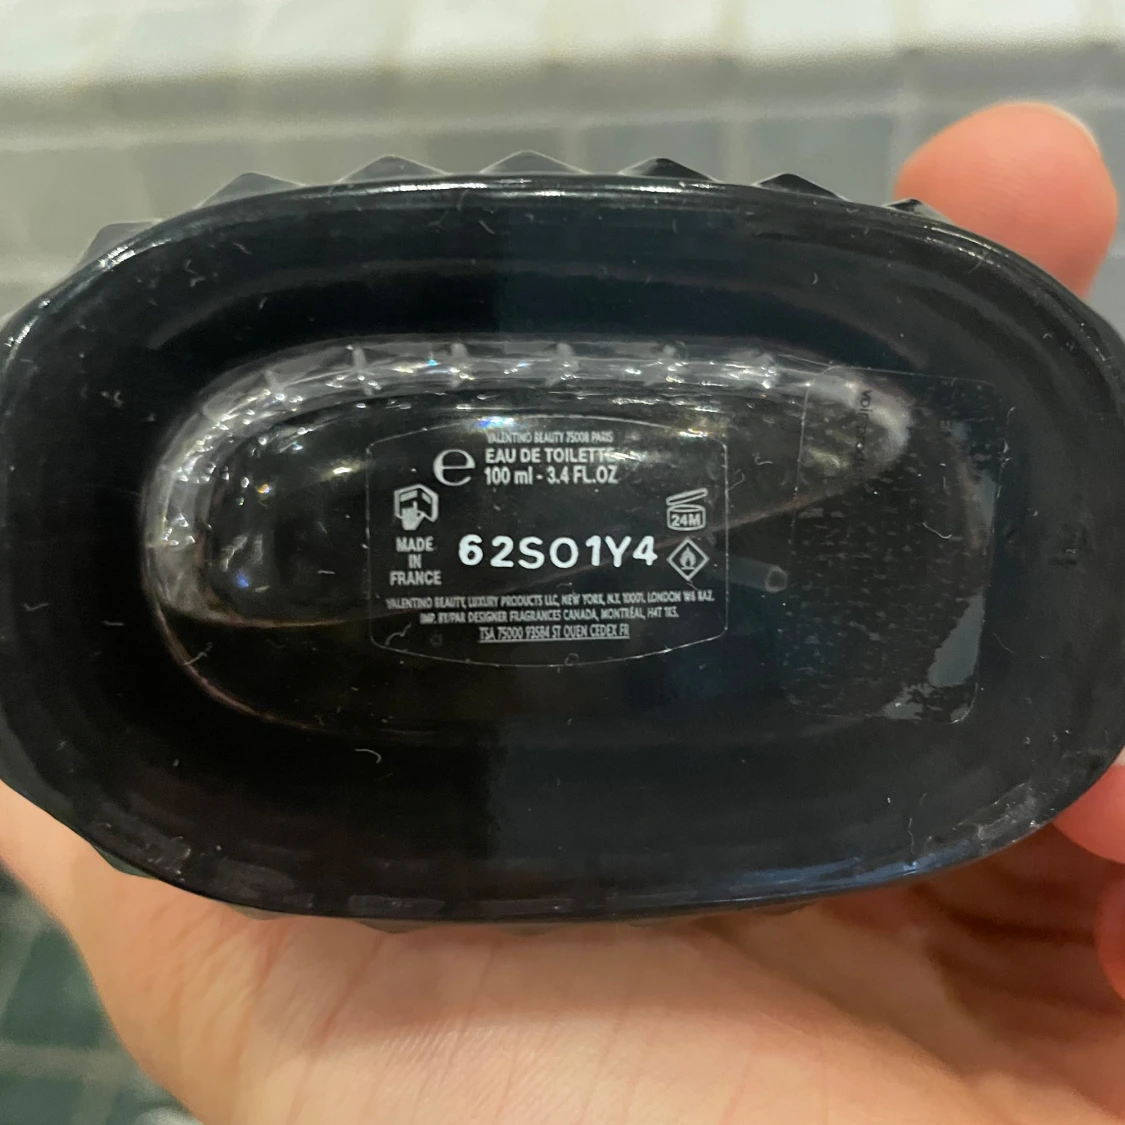 VALENTINO BEAUTY 75008 PARIS
e EAU DE TOILETTE
100 ml - 3.4 FL.OZ
24M
MADE
IN
FRANCE
62S01Y4
VALENTINO BEAUTY, LUXURY PRODUCTS LLC, NEW YORK, N.Y. 10001, LONDON W6 8AZ.
IMP. BY/PAR DESIGNER FRAGRANCES CANADA, MONTRÉAL, H4T 1K5.
TSA 75000 93584 ST OUEN CEDEX FR